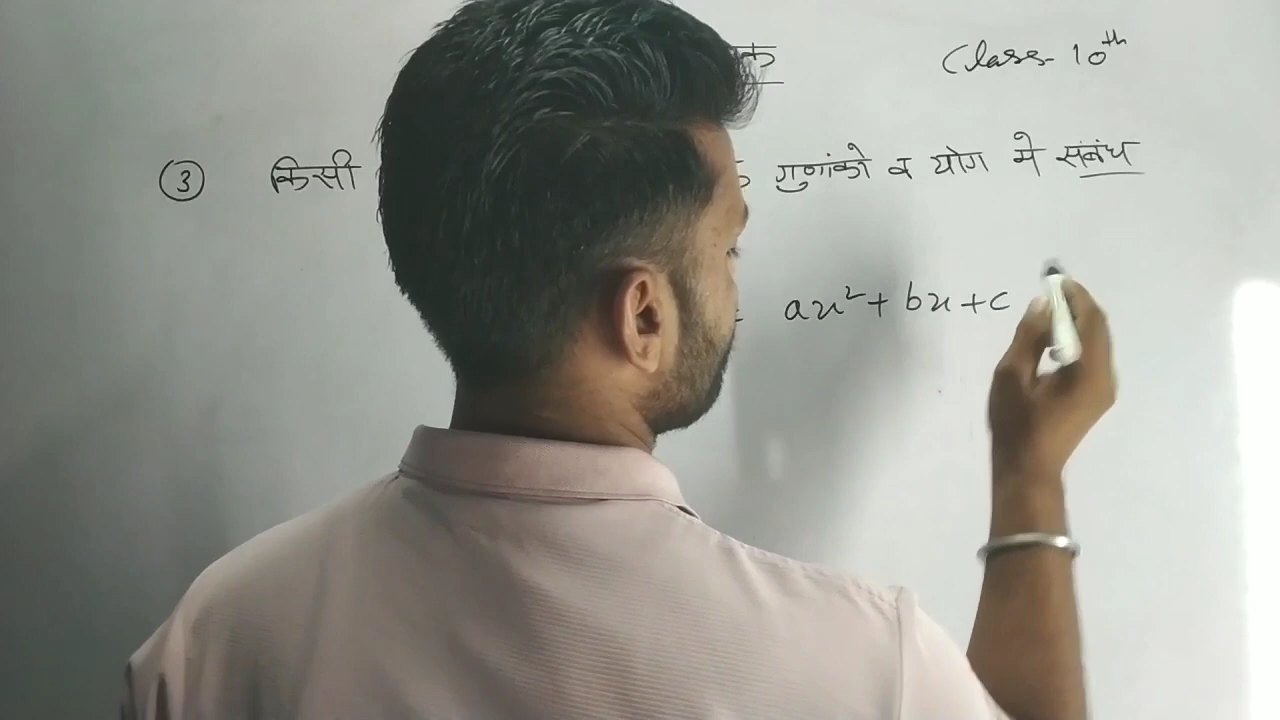 Class- 10th
③ किसी गुणांको व योग मे संबंध
ax²+ bx+c